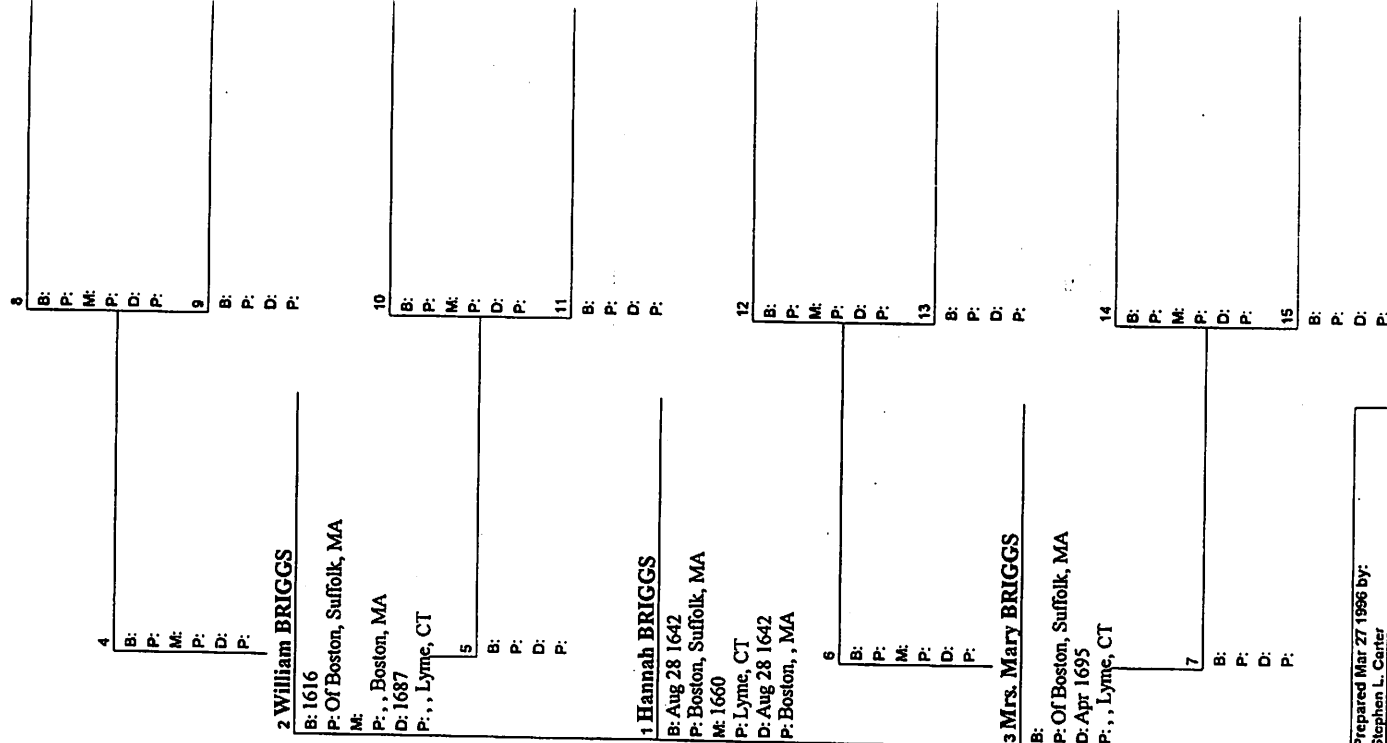 8
B:
P:
M:
P:
D:
P:
9
B:
P:
D:
P:
4
B:
P:
M:
P:
D:
P:
2 William BRIGGS
B: 1616
P: Of Boston, Suffolk, MA
M:
P: , , Boston, MA
D: 1687
P: , , Lyme, CT
10
B:
P:
M:
P:
D:
P:
11
B:
P:
D:
P:
5
B:
P:
D:
P:
1 Hannah BRIGGS
B: Aug 28 1642
P: Boston, Suffolk, MA
M: 1660
P: Lyme, CT
D: Aug 28 1642
P: Boston, , MA
12
B:
P:
M:
P:
D:
P:
13
B:
P:
D:
P:
6
B:
P:
M:
P:
D:
P:
3 Mrs. Mary BRIGGS
B:
P: Of Boston, Suffolk, MA
D: Apr 1695
P: , , Lyme, CT
14
B:
P:
M:
P:
D:
P:
15
B:
P:
D:
P:
7
B:
P:
D:
P:
Prepared Mar 27 1996 by:
Stephen L. Carter